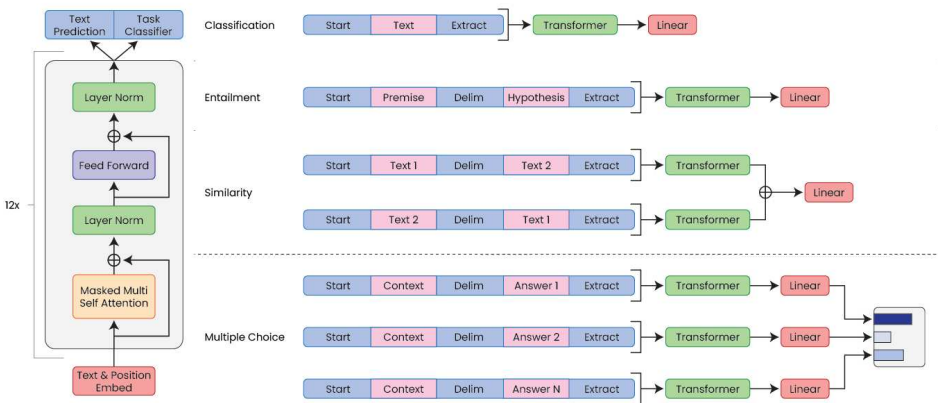 Text
Prediction
Task
Classifier
Layer Norm
Feed Forward
12x
Layer Norm
Masked Multi
Self Attention
Text & Position
Embed
Classification
Start Text Extract Transformer Linear
Entailment
Start Premise Delim Hypothesis Extract Transformer Linear
Similarity
Start Text 1 Delim Text 2 Extract Transformer
Linear
Start Text 2 Delim Text 1 Extract Transformer
Multiple Choice
Start Context Delim Answer 1 Extract Transformer Linear
Start Context Delim Answer 2 Extract Transformer Linear
Start Context Delim Answer N Extract Transformer Linear